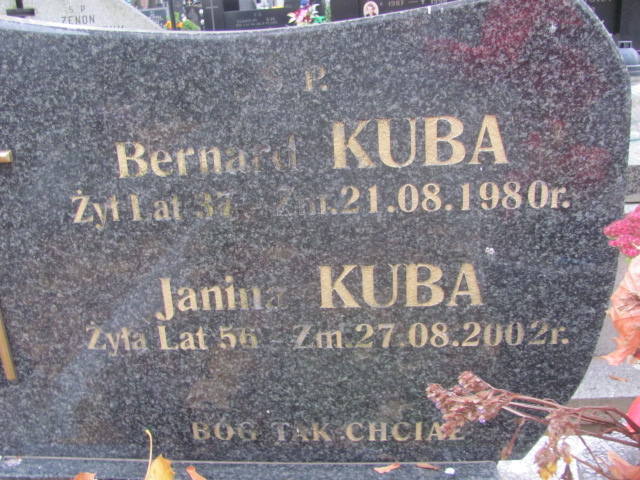 S P
ZENON
Ś. P.
Bernard KUBA
Żył Lat 37 - Zm.21.08.1980r.
Janina KUBA
Żyła Lat 56 - Zm.27.08.2002r.
BÓG TAK CHCIAŁ